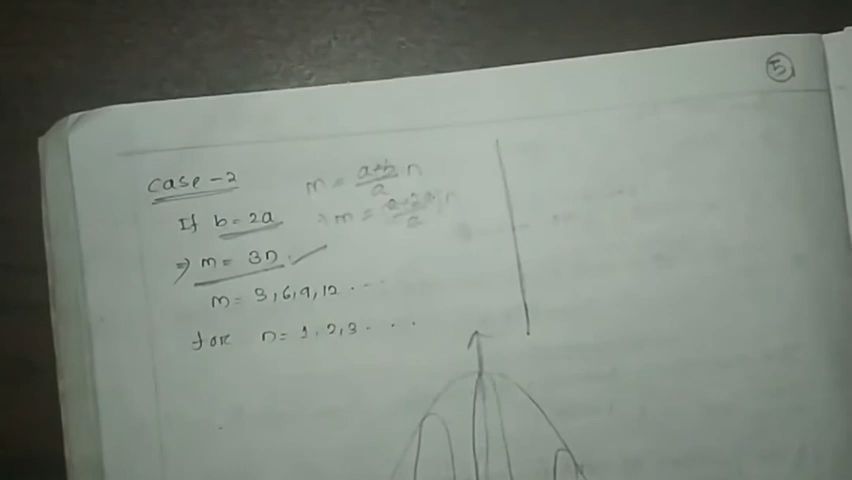 5
Case-2
m = a+b/a n
If b = 2a
⇒ m = (a+2a/a)n
⇒ m = 3n.
m = 3,6,9,12 ...
for n = 1,2,3 ...